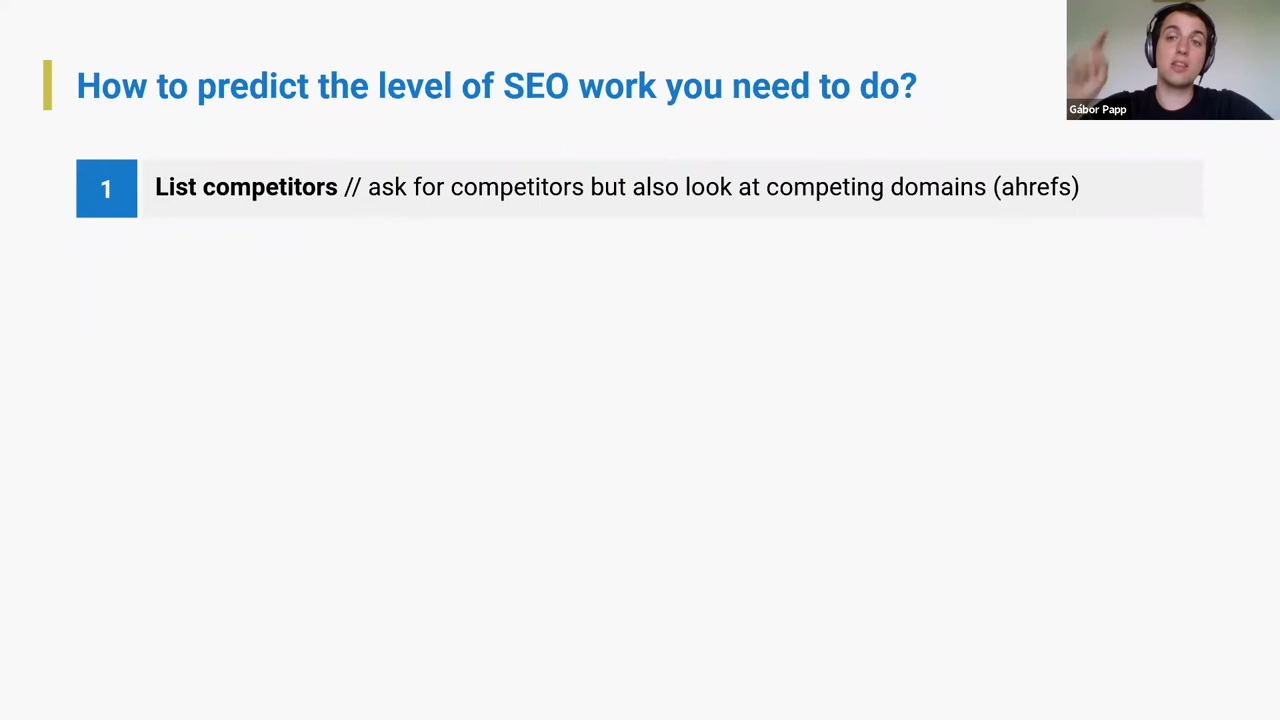 How to predict the level of SEO work you need to do?
Gábor Papp
1
List competitors // ask for competitors but also look at competing domains (ahrefs)